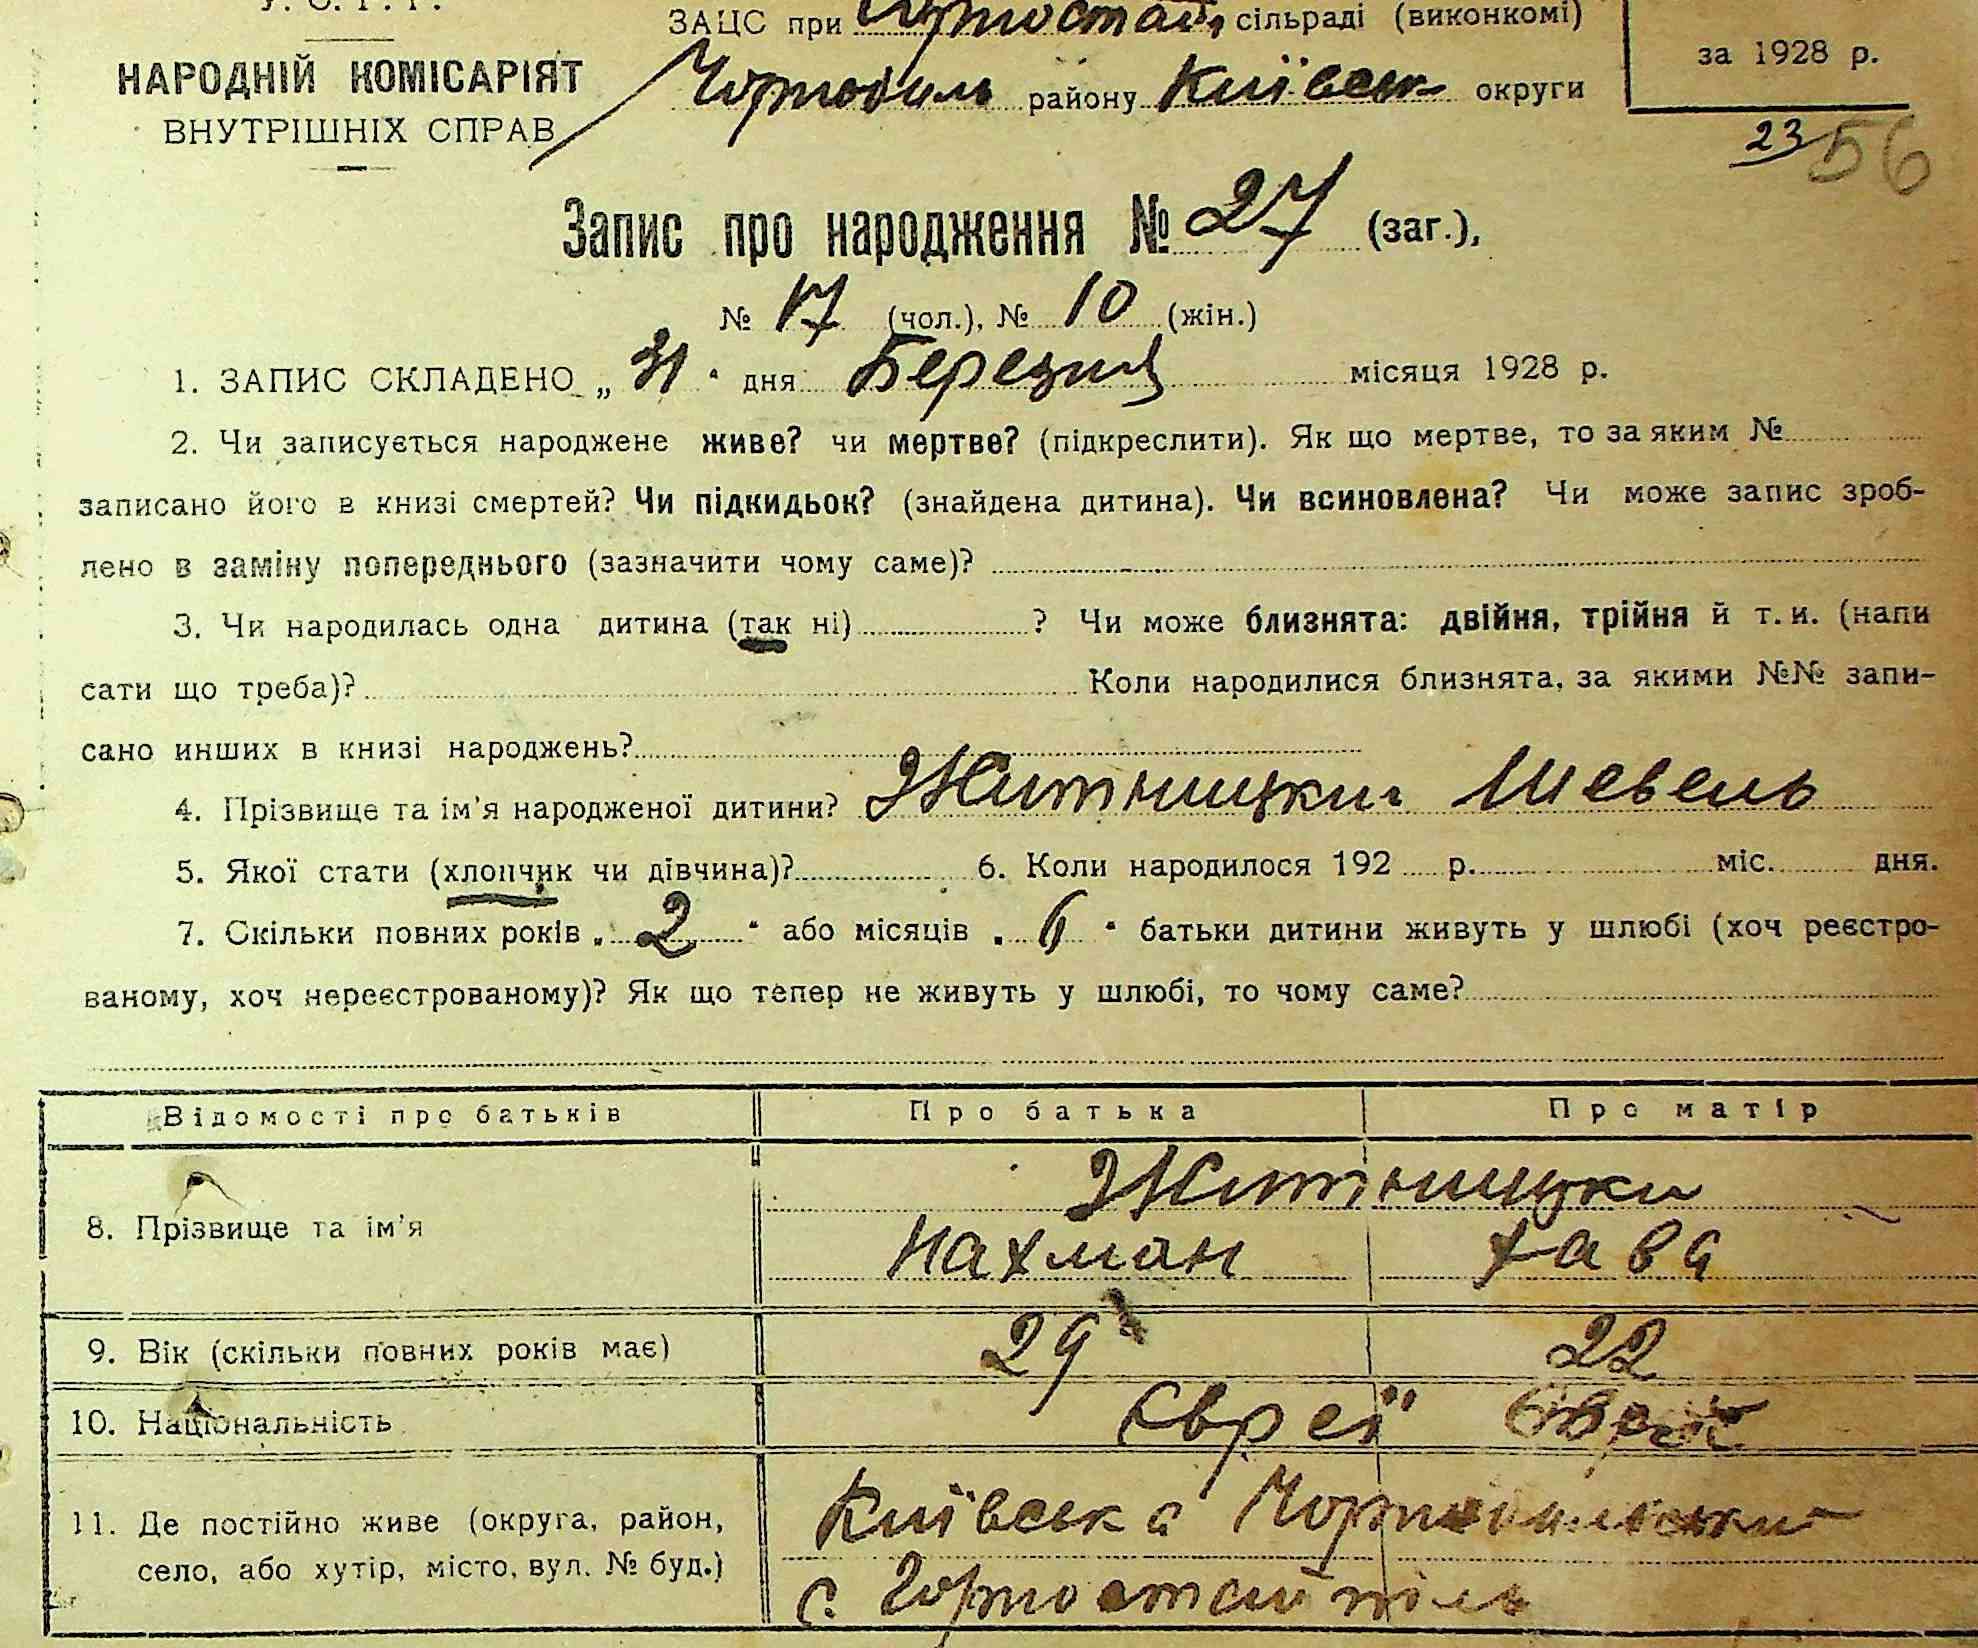 У. С. Р. Р.
ЗАЦС при Горностай, сільраді (виконкомі)
НАРОДНІЙ КОМІСАРІЯТ
ВНУТРІШНІХ СПРАВ
Чорнобиль району Київськ округи
за 1928 р.
23 56
Запис про народження № 27 (заг.),
№ 17 (чол.), № 10 (жін.)
1. ЗАПИС СКЛАДЕНО „ 31 “ дня Березня місяця 1928 р.
2. Чи записується народжене живе? чи мертве? (підкреслити). Як що мертве, то за яким №
записано його в книзі смертей? Чи підкидьок? (знайдена дитина). Чи всиновлена? Чи може запис зроб-
лено в заміну попереднього (зазначити чому саме)?
3. Чи народилась одна дитина (так ні) ? Чи може близнята: двійня, трійня й т. и. (напи
сати що треба)? Коли народилися близнята, за якими №№ запи-
сано инших в книзі народжень?
4. Прізвище та ім'я народженої дитини? Житницкий Шевель
5. Якої стати (хлопчик чи дівчина)? 6. Коли народилося 192 р. міс. дня.
7. Скільки повних років „ 2 “ або місяців „ 6 “ батьки дитини живуть у шлюбі (хоч реєстро-
ваному, хоч нереєстрованому)? Як що тепер не живуть у шлюбі, то чому саме?
Відомості про батьків Про батька Про матір
8. Прізвище та ім'я Житницки
Нахман Хава
9. Вік (скільки повних років має) 29 22
10. Національність Єврей Єврей
11. Де постійно живе (округа, район, Київська Чорнобильский
село, або хутір, місто, вул. № буд.) с. Горностайпіль